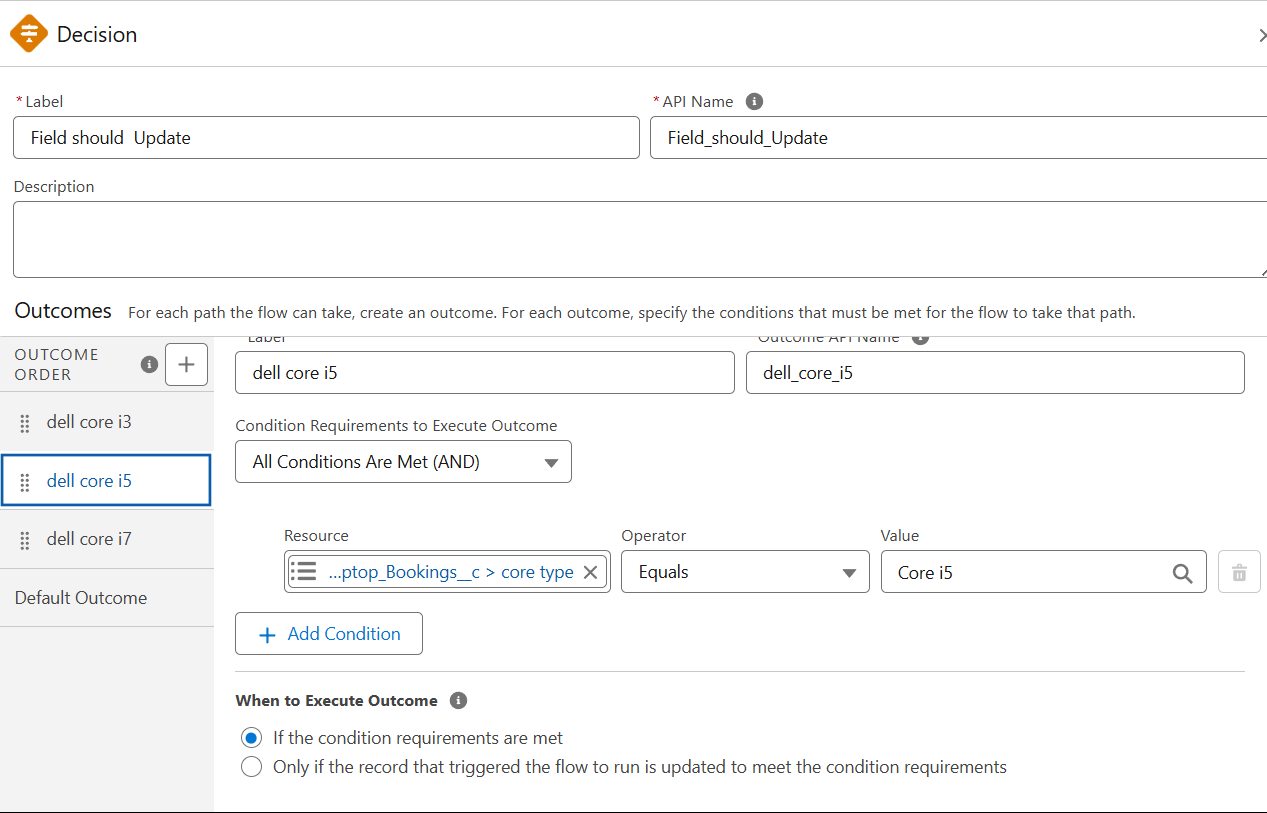 Decision
* Label
* API Name
Field should  Update
Field_should_Update
Description
Outcomes For each path the flow can take, create an outcome. For each outcome, specify the conditions that must be met for the flow to take that path.
OUTCOME
ORDER
dell core i3
dell core i5
dell core i7
Default Outcome
Label
Outcome API Name
dell core i5
dell_core_i5
Condition Requirements to Execute Outcome
All Conditions Are Met (AND)
Resource
Operator
Value
...ptop_Bookings__c > core type
Equals
Core i5
Add Condition
When to Execute Outcome
If the condition requirements are met
Only if the record that triggered the flow to run is updated to meet the condition requirements